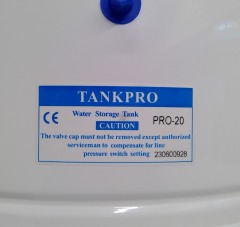 TANKPRO
Water Storage Tank
CAUTION
PRO-20
The valve cap must not be removed except authorized
serviceman to compensate for line
pressure switch setting 230600928
CE